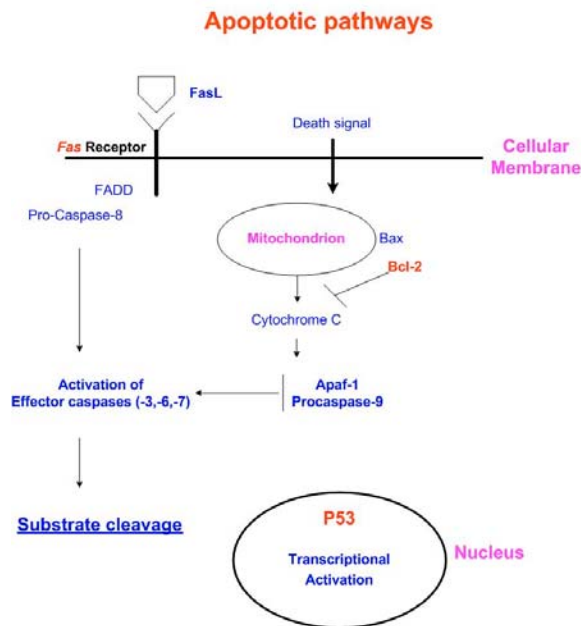 Apoptotic pathways
FasL
Death signal
Fas Receptor
Cellular
Membrane
FADD
Pro-Caspase-8
Mitochondrion
Bax
Bcl-2
Cytochrome C
Activation of
Effector caspases (-3,-6,-7)
Apaf-1
Procaspase-9
Substrate cleavage
P53
Nucleus
Transcriptional
Activation